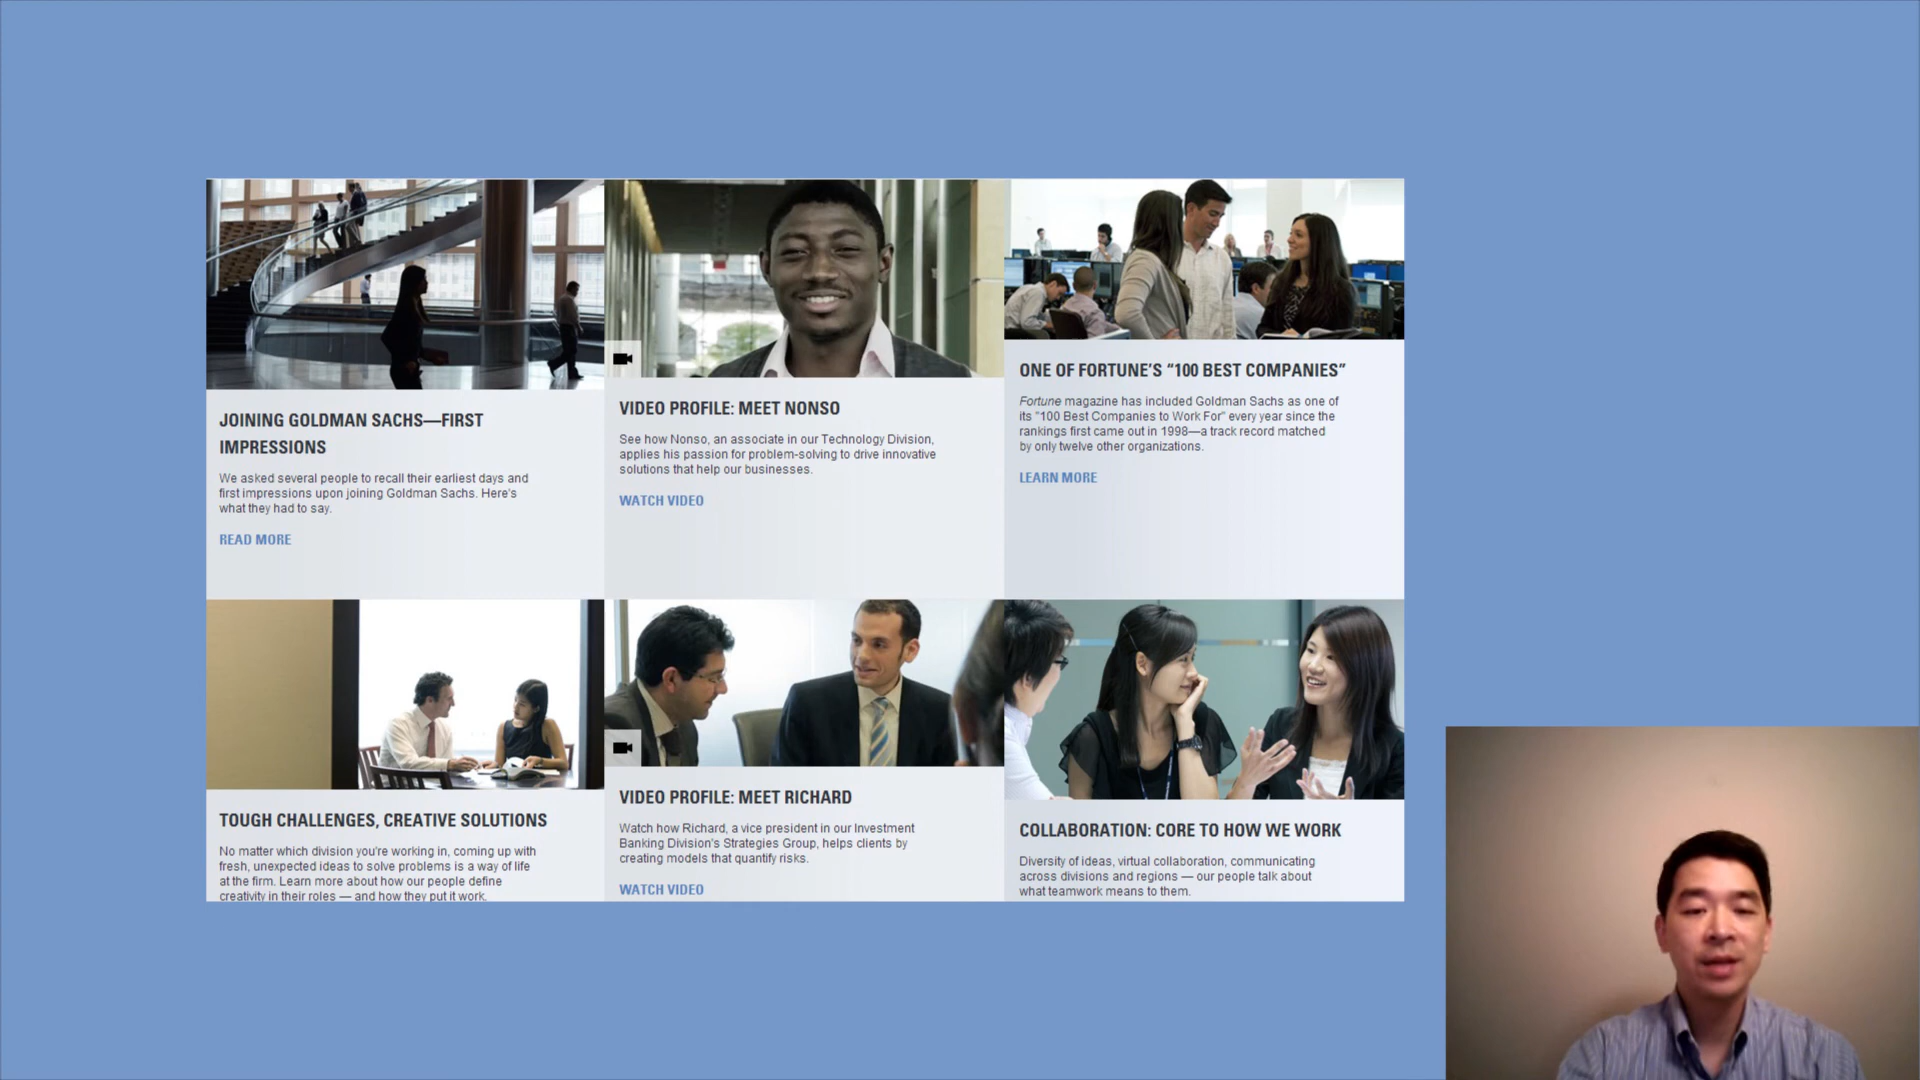 JOINING GOLDMAN SACHS—FIRST
IMPRESSIONS
We asked several people to recall their earliest days and
first impressions upon joining Goldman Sachs. Here's
what they had to say.
READ MORE
VIDEO PROFILE: MEET NONSO
See how Nonso, an associate in our Technology Division,
applies his passion for problem-solving to drive innovative
solutions that help our businesses.
WATCH VIDEO
ONE OF FORTUNE'S “100 BEST COMPANIES”
Fortune magazine has included Goldman Sachs as one of
its “100 Best Companies to Work For” every year since the
rankings first came out in 1998—a track record matched
by only twelve other organizations.
LEARN MORE
TOUGH CHALLENGES, CREATIVE SOLUTIONS
No matter which division you're working in, coming up with
fresh, unexpected ideas to solve problems is a way of life
at the firm. Learn more about how our people define
creativity in their roles — and how they put it work.
VIDEO PROFILE: MEET RICHARD
Watch how Richard, a vice president in our Investment
Banking Division's Strategies Group, helps clients by
creating models that quantify risks.
WATCH VIDEO
COLLABORATION: CORE TO HOW WE WORK
Diversity of ideas, virtual collaboration, communicating
across divisions and regions — our people talk about
what teamwork means to them.